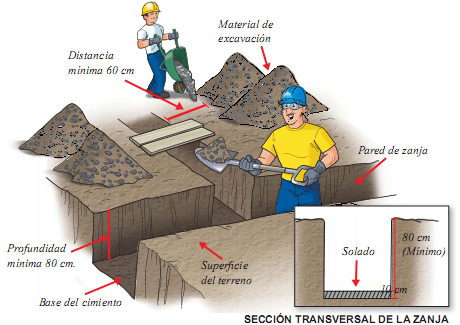 Material de
excavación
Distancia
mínima 60 cm
Pared de zanja
Profundidad
mínima 80 cm.
Superficie
del terreno
Base del cimiento
Solado
80 cm
(Mínimo)
10 cm
SECCIÓN TRANSVERSAL DE LA ZANJA